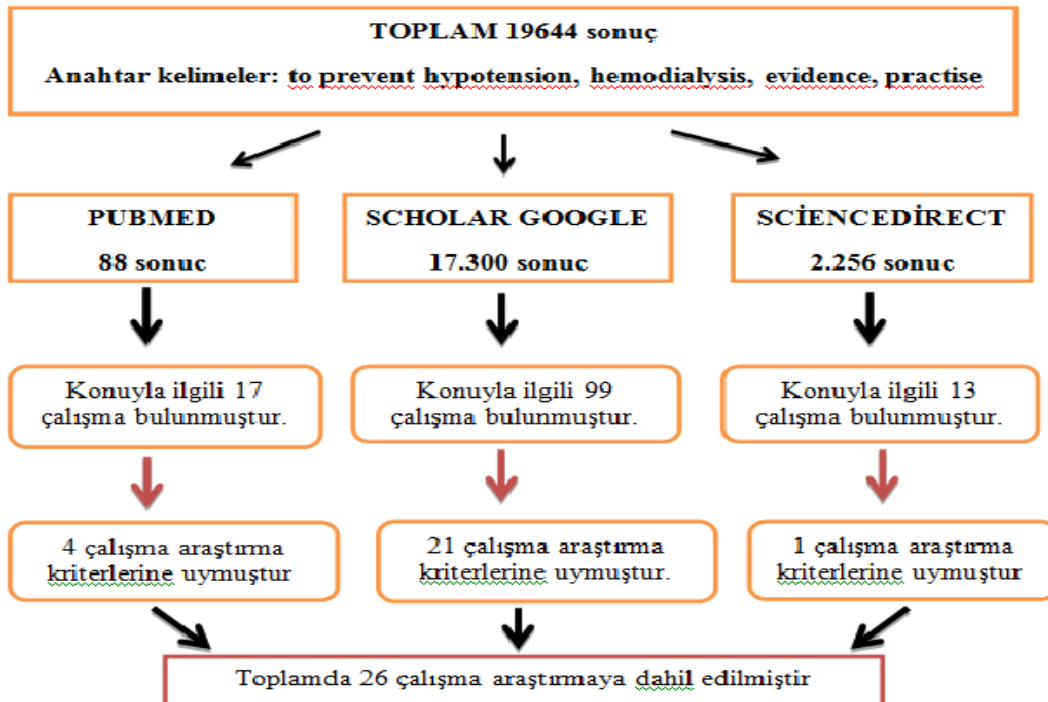 TOPLAM 19644 sonuç
Anahtar kelimeler: to prevent hypotension, hemodialysis, evidence, practise
PUBMED
88 sonuç
SCHOLAR GOOGLE
17.300 sonuç
SCİENCEDİRECT
2.256 sonuç
Konuyla ilgili 17
çalışma bulunmuştur.
Konuyla ilgili 99
çalışma bulunmuştur.
Konuyla ilgili 13
çalışma bulunmuştur.
4 çalışma araştırma
kriterlerine uymuştur
21 çalışma araştırma
kriterlerine uymuştur.
1 çalışma araştırma
kriterlerine uymuştur
Toplamda 26 çalışma araştırmaya dahil edilmiştir